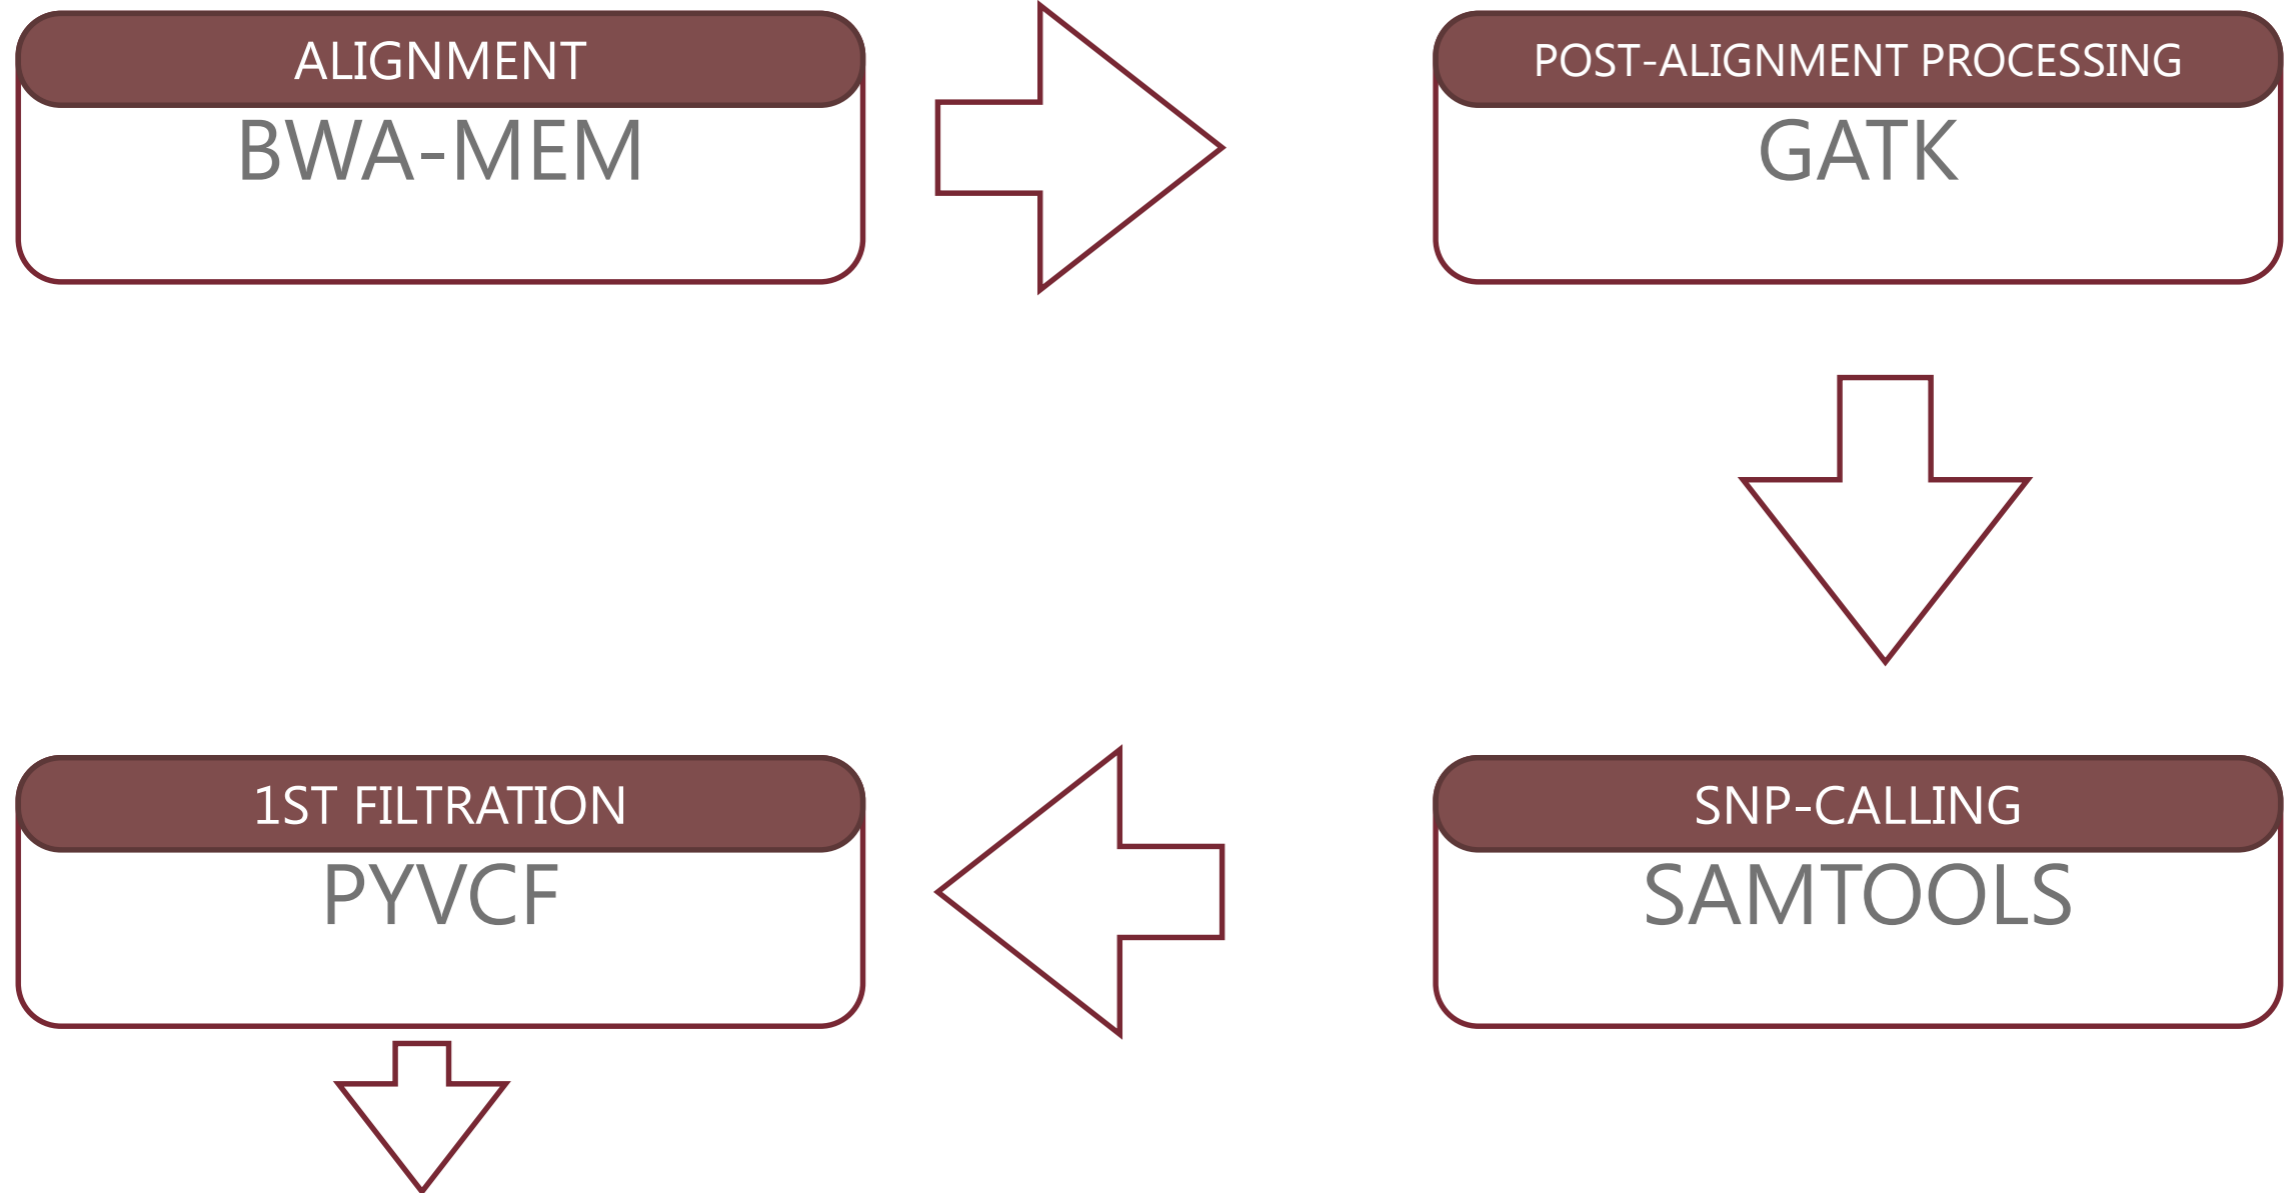 ALIGNMENT
BWA-MEM
POST-ALIGNMENT PROCESSING
GATK
1ST FILTRATION
PYVCF
SNP-CALLING
SAMTOOLS